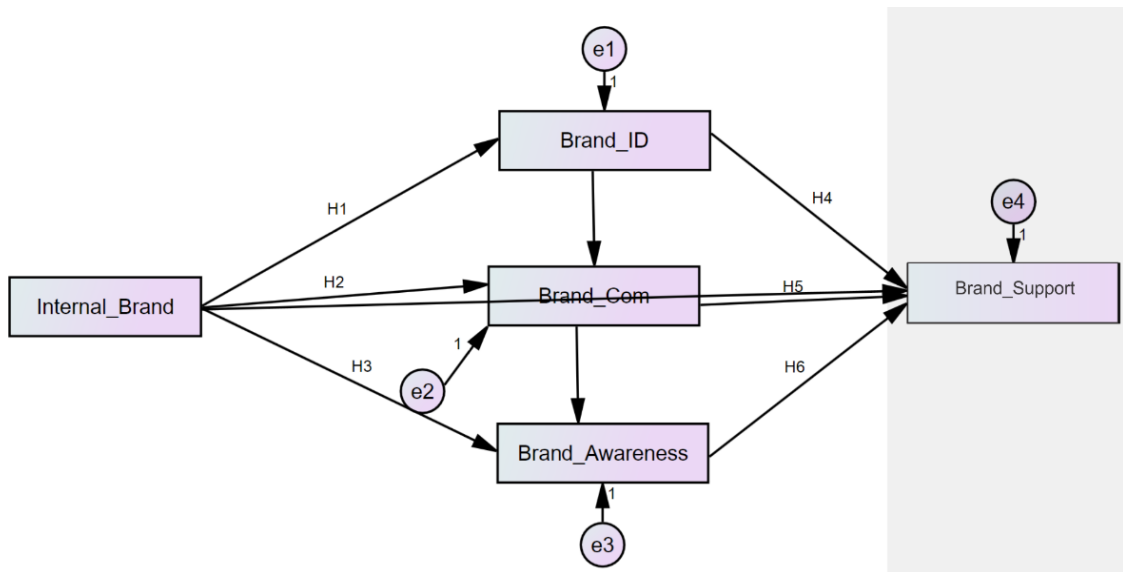 e1
1
Brand_ID
H1
H4
e4
1
H2
Internal_Brand
Brand_Com
H5
Brand_Support
1
H3
e2
H6
Brand_Awareness
1
e3